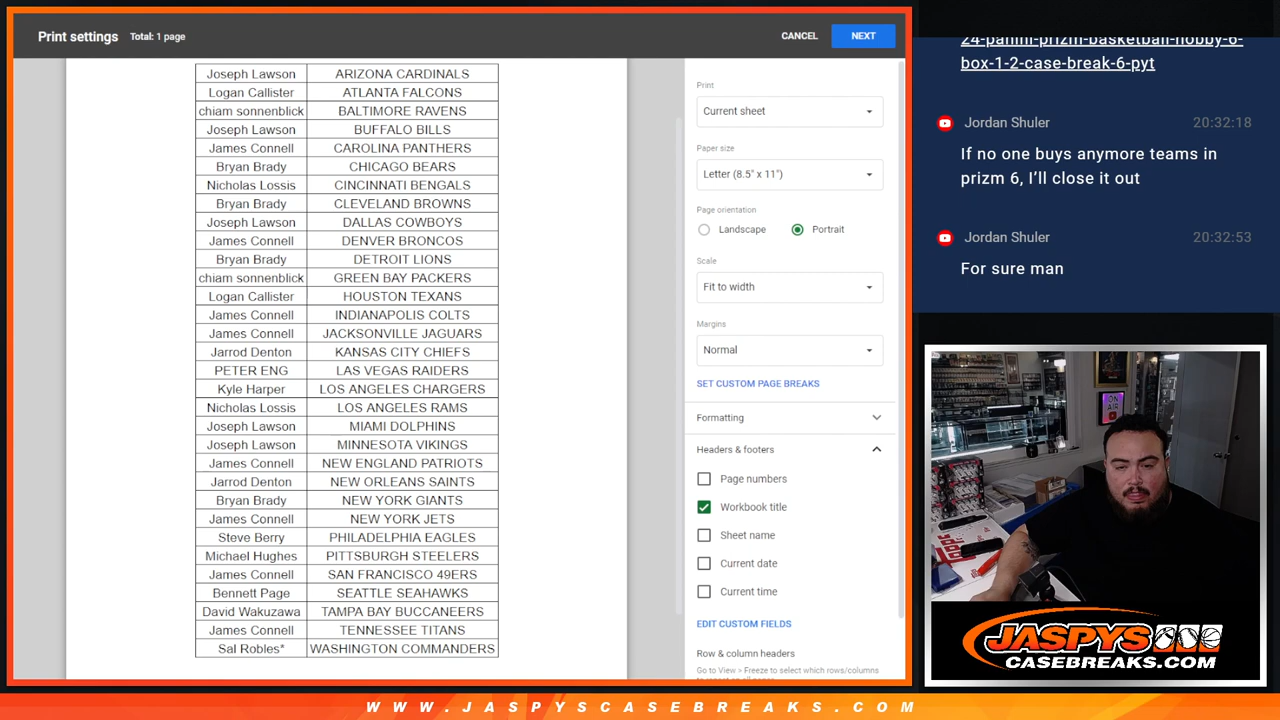 Print settings Total: 1 page CANCEL NEXT
Joseph Lawson ARIZONA CARDINALS
Logan Callister ATLANTA FALCONS
chiam sonnenblick BALTIMORE RAVENS
Joseph Lawson BUFFALO BILLS
James Connell CAROLINA PANTHERS
Bryan Brady CHICAGO BEARS
Nicholas Lossis CINCINNATI BENGALS
Bryan Brady CLEVELAND BROWNS
Joseph Lawson DALLAS COWBOYS
James Connell DENVER BRONCOS
Bryan Brady DETROIT LIONS
chiam sonnenblick GREEN BAY PACKERS
Logan Callister HOUSTON TEXANS
James Connell INDIANAPOLIS COLTS
James Connell JACKSONVILLE JAGUARS
Jarrod Denton KANSAS CITY CHIEFS
PETER ENG LAS VEGAS RAIDERS
Kyle Harper LOS ANGELES CHARGERS
Nicholas Lossis LOS ANGELES RAMS
Joseph Lawson MIAMI DOLPHINS
Joseph Lawson MINNESOTA VIKINGS
James Connell NEW ENGLAND PATRIOTS
Jarrod Denton NEW ORLEANS SAINTS
Bryan Brady NEW YORK GIANTS
James Connell NEW YORK JETS
Steve Berry PHILADELPHIA EAGLES
Michael Hughes PITTSBURGH STEELERS
James Connell SAN FRANCISCO 49ERS
Bennett Page SEATTLE SEAHAWKS
David Wakuzawa TAMPA BAY BUCCANEERS
James Connell TENNESSEE TITANS
Sal Robles* WASHINGTON COMMANDERS
Print
Current sheet
Paper size
Letter (8.5" x 11")
Page orientation
Landscape Portrait
Scale
Fit to width
Margins
Normal
SET CUSTOM PAGE BREAKS
Formatting
Headers & footers
Page numbers
Workbook title
Sheet name
Current date
Current time
EDIT CUSTOM FIELDS
Row & column headers
Go to View > Freeze to select which rows/columns
24-panini-prizm-basketball-hobby-6-
box-1-2-case-break-6-pyt
Jordan Shuler 20:32:18
If no one buys anymore teams in
prizm 6, I'll close it out
Jordan Shuler 20:32:53
For sure man
ON AIR
JASPYS
CASEBREAKS.COM
WWW.JASPYSCASEBREAKS.COM